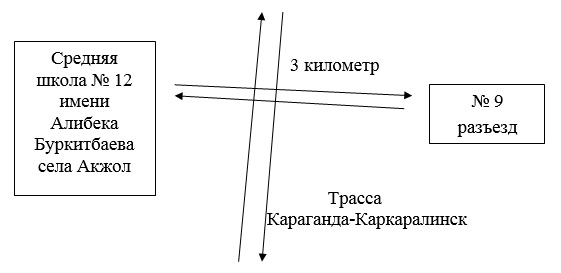 Средняя
школа № 12
имени
Алибека
Буркитбаева
села Акжол
3 километр
№ 9
разъезд
Трасса
Караганда-Каркаралинск